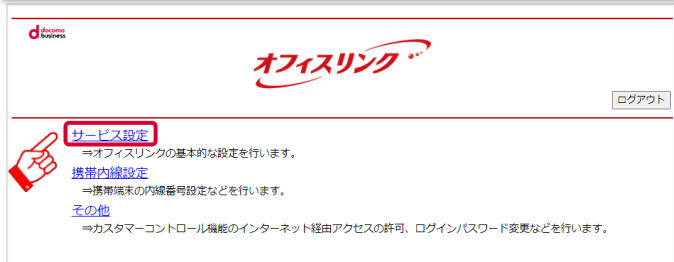 docomo
business
オフィスリンク
ログアウト
サービス設定
⇒オフィスリンクの基本的な設定を行います。
携帯内線設定
⇒携帯端末の内線番号設定などを行います。
その他
⇒カスタマーコントロール機能のインターネット経由アクセスの許可、ログインパスワード変更などを行います。